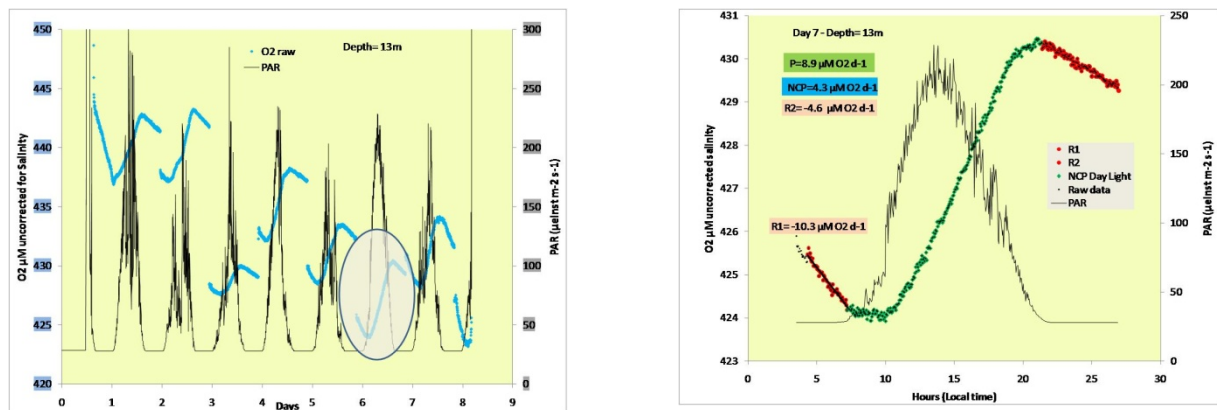 O2 µM uncorrected for Salinity
450
445
440
435
430
425
420
O2 raw
PAR
Depth= 13m
300
250
200
150
100
50
0
PAR (µeinst m-2 s-1)
0 1 2 3 4 5 6 7 8 9
Days
O2 µM uncorrected salinity
431
430
429
428
427
426
425
424
423
Day 7 - Depth= 13m
P=8.9 µM O2 d-1
NCP=4.3 µM O2 d-1
R2= -4.6 µM O2 d-1
R1= -10.3 µM O2 d-1
R1
R2
NCP Day Light
Raw data
PAR
250
200
150
100
50
0
PAR (µeinst m-2 s-1)
0 5 10 15 20 25 30
Hours (Local time)